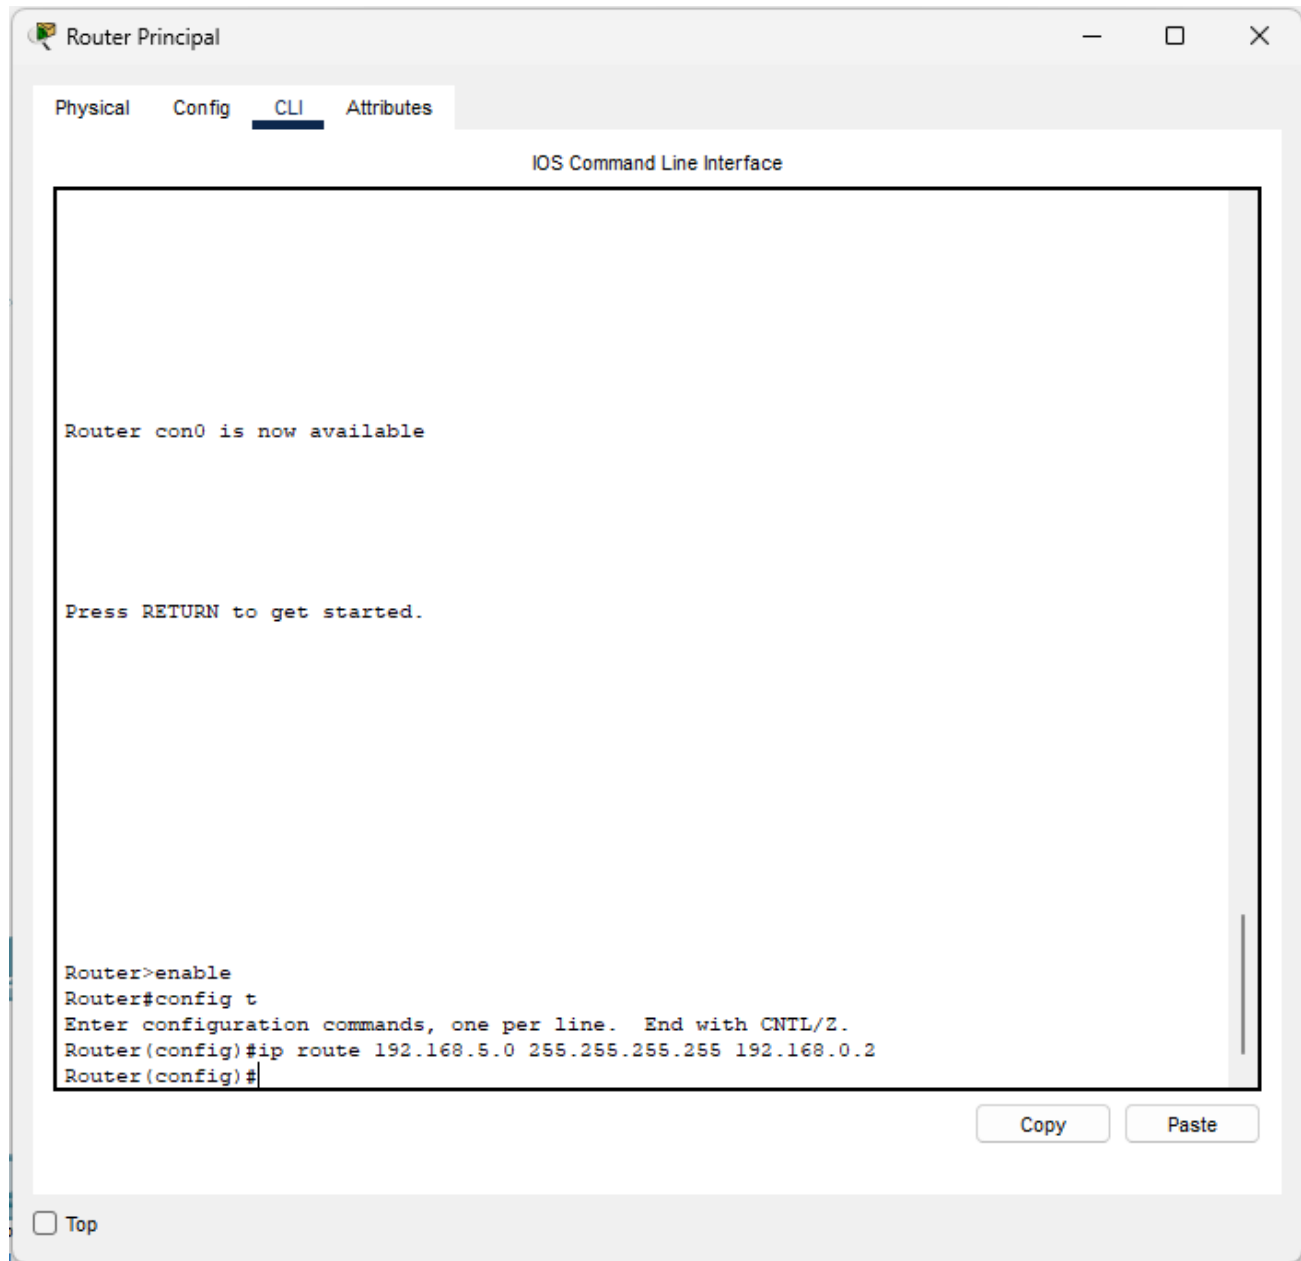 Router Principal
Physical Config CLI Attributes
IOS Command Line Interface
Router con0 is now available
Press RETURN to get started.
Router>enable
Router#config t
Enter configuration commands, one per line.  End with CNTL/Z.
Router(config)#ip route 192.168.5.0 255.255.255.255 192.168.0.2
Router(config)#
Copy Paste
Top